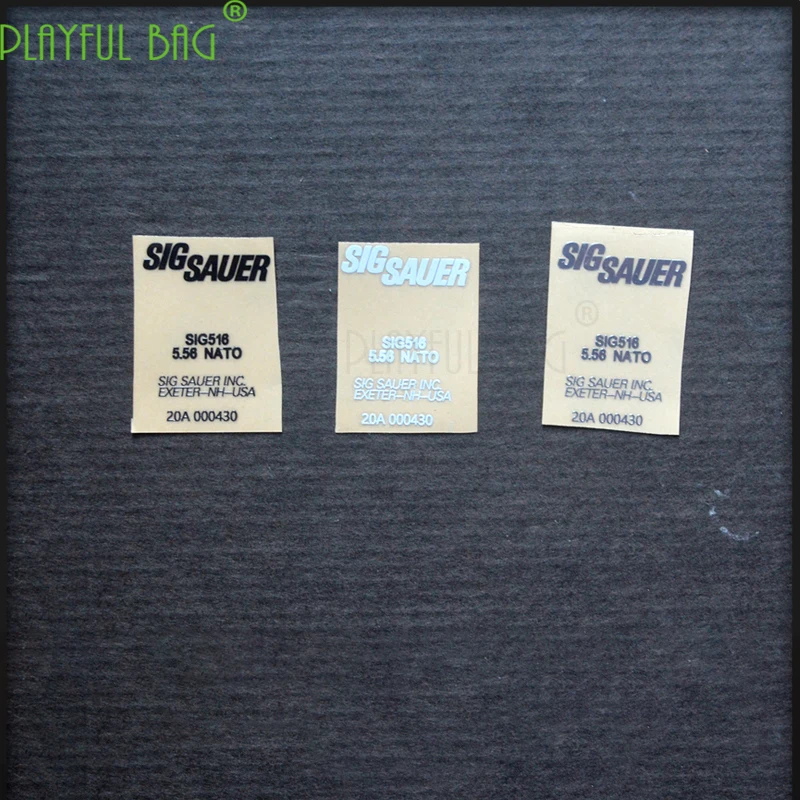 PLAYFUL BAG®
SIG SAUER
SIG516
5.56 NATO
SIG SAUER INC.
EXETER-NH-USA
20A 000430
SIG SAUER
SIG516
5.56 NATO
SIG SAUER INC.
EXETER-NH-USA
20A 000430
SIG SAUER
SIG516
5.56 NATO
SIG SAUER INC.
EXETER-NH-USA
20A 000430
PLAYFUL BAG®